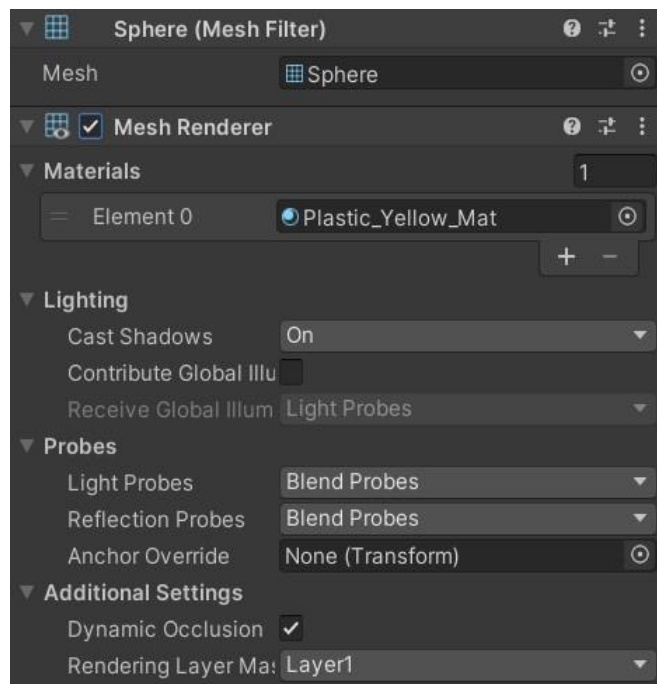 Sphere (Mesh Filter)
Mesh Sphere
Mesh Renderer
Materials 1
Element 0 Plastic_Yellow_Mat
+ −
Lighting
Cast Shadows On
Contribute Global Illu
Receive Global Illum Light Probes
Probes
Light Probes Blend Probes
Reflection Probes Blend Probes
Anchor Override None (Transform)
Additional Settings
Dynamic Occlusion
Rendering Layer Mas Layer1